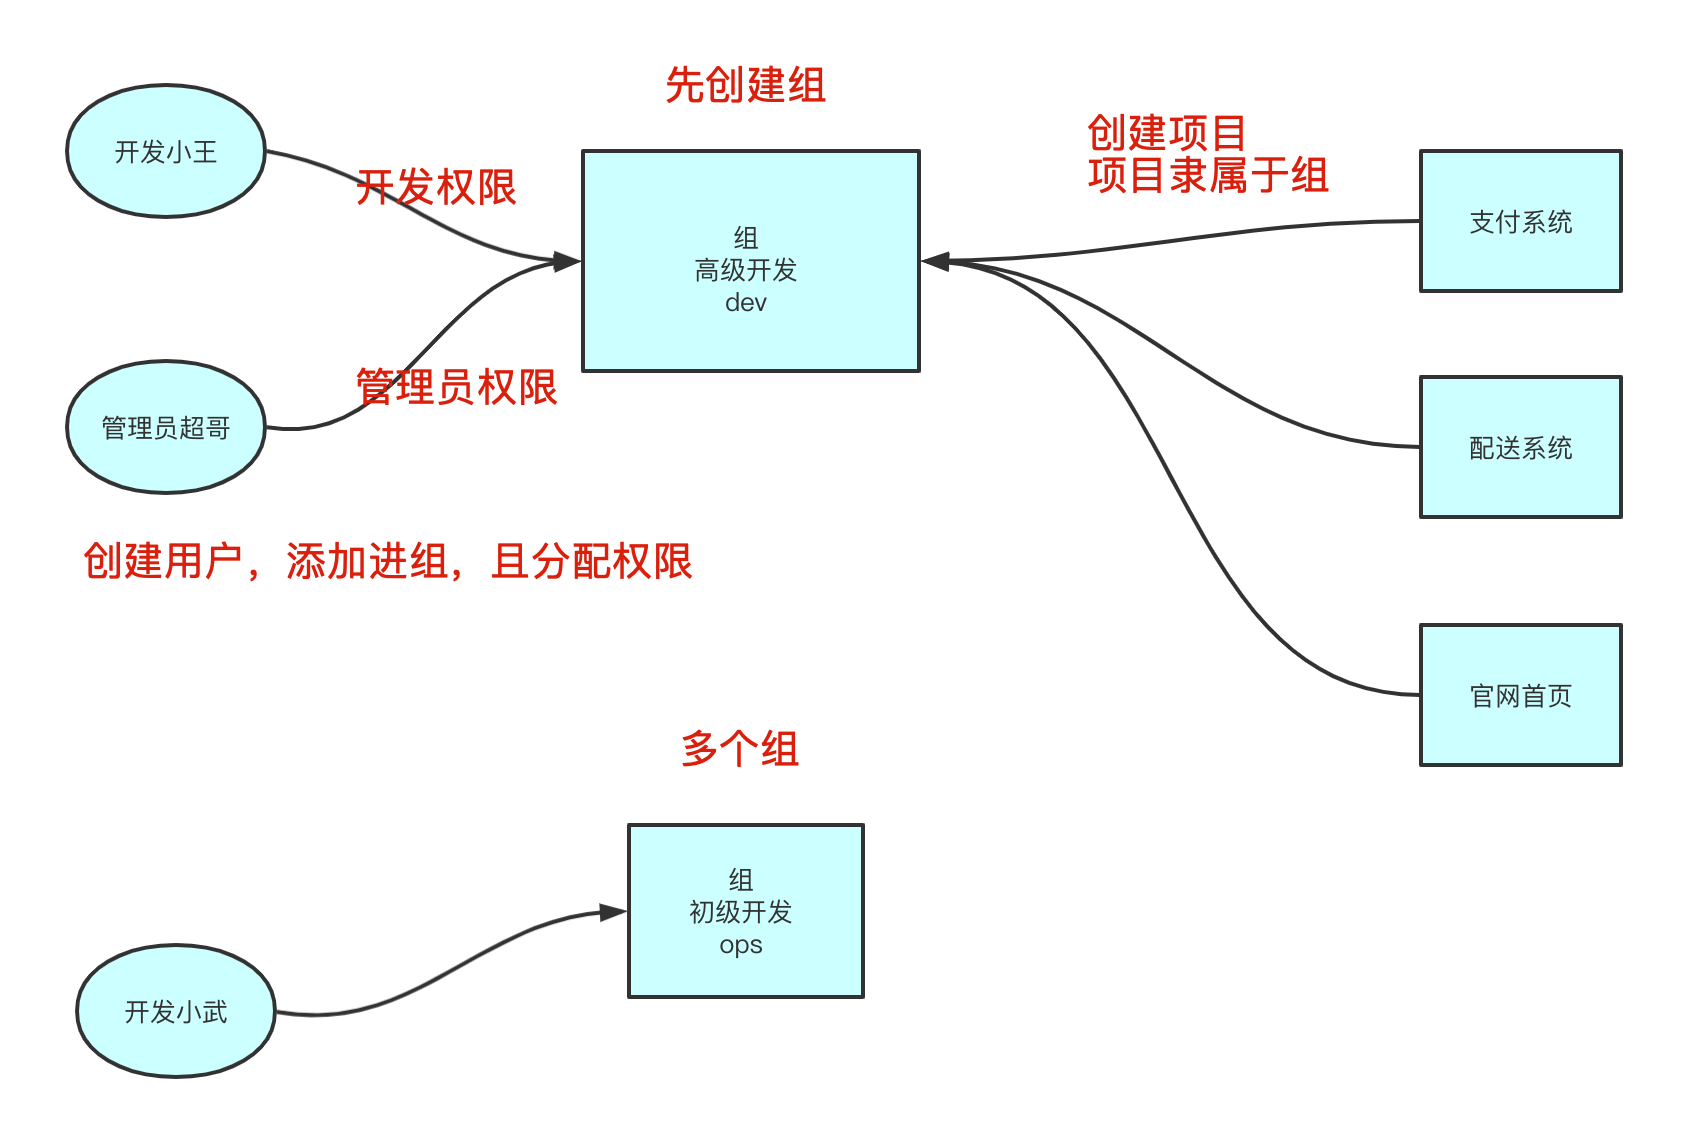 先创建组
创建项目
项目隶属于组
开发小王
开发权限
组
高级开发
dev
支付系统
管理员权限
管理员超哥
配送系统
创建用户，添加进组，且分配权限
官网首页
多个组
组
初级开发
ops
开发小武